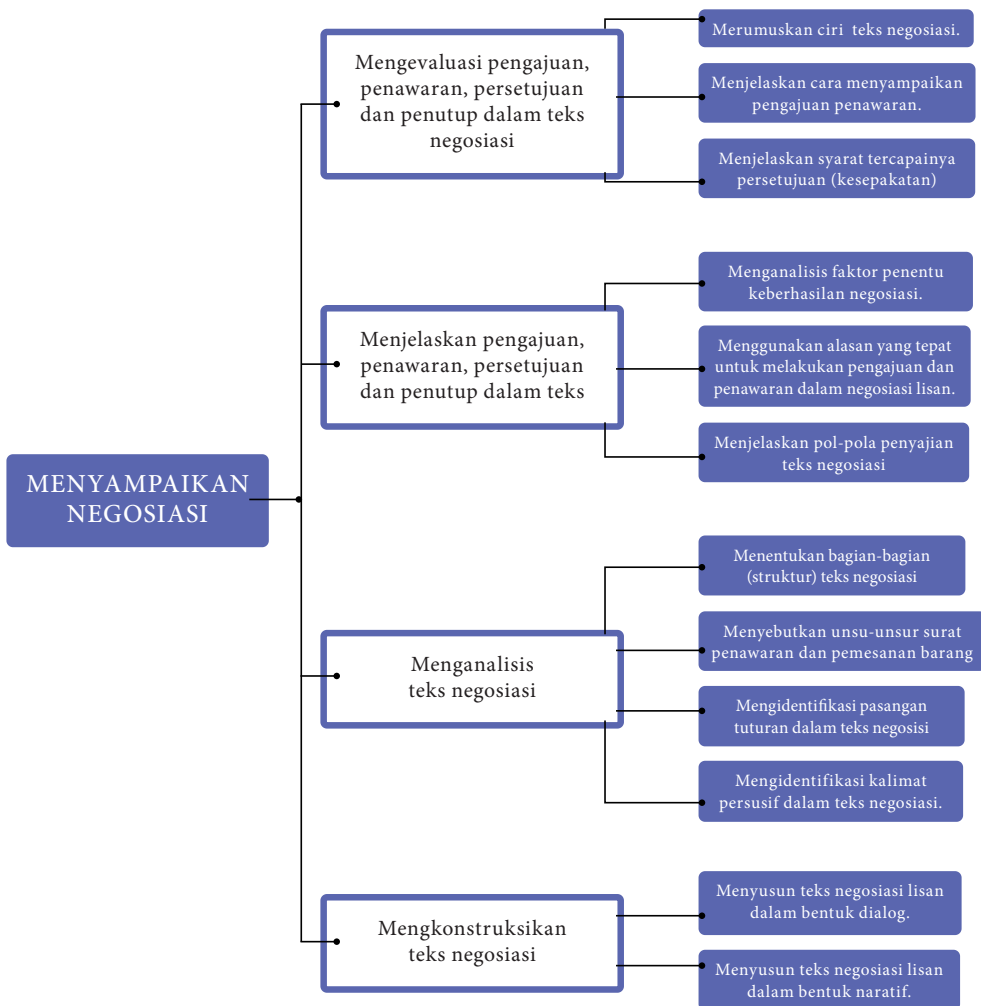 MENYAMPAIKAN
NEGOSIASI
Mengevaluasi pengajuan,
penawaran, persetujuan
dan penutup dalam teks
negosiasi
Merumuskan ciri teks negosiasi.
Menjelaskan cara menyampaikan
pengajuan penawaran.
Menjelaskan syarat tercapainya
persetujuan (kesepakatan)
Menjelaskan pengajuan,
penawaran, persetujuan
dan penutup dalam teks
Menganalisis faktor penentu
keberhasilan negosiasi.
Menggunakan alasan yang tepat
untuk melakukan pengajuan dan
penawaran dalam negosiasi lisan.
Menjelaskan pol-pola penyajian
teks negosiasi
Menganalisis
teks negosiasi
Menentukan bagian-bagian
(struktur) teks negosiasi
Menyebutkan unsu-unsur surat
penawaran dan pemesanan barang
Mengidentifikasi pasangan
tuturan dalam teks negosisi
Mengidentifikasi kalimat
persusif dalam teks negosiasi.
Mengkonstruksikan
teks negosiasi
Menyusun teks negosiasi lisan
dalam bentuk dialog.
Menyusun teks negosiasi lisan
dalam bentuk naratif.